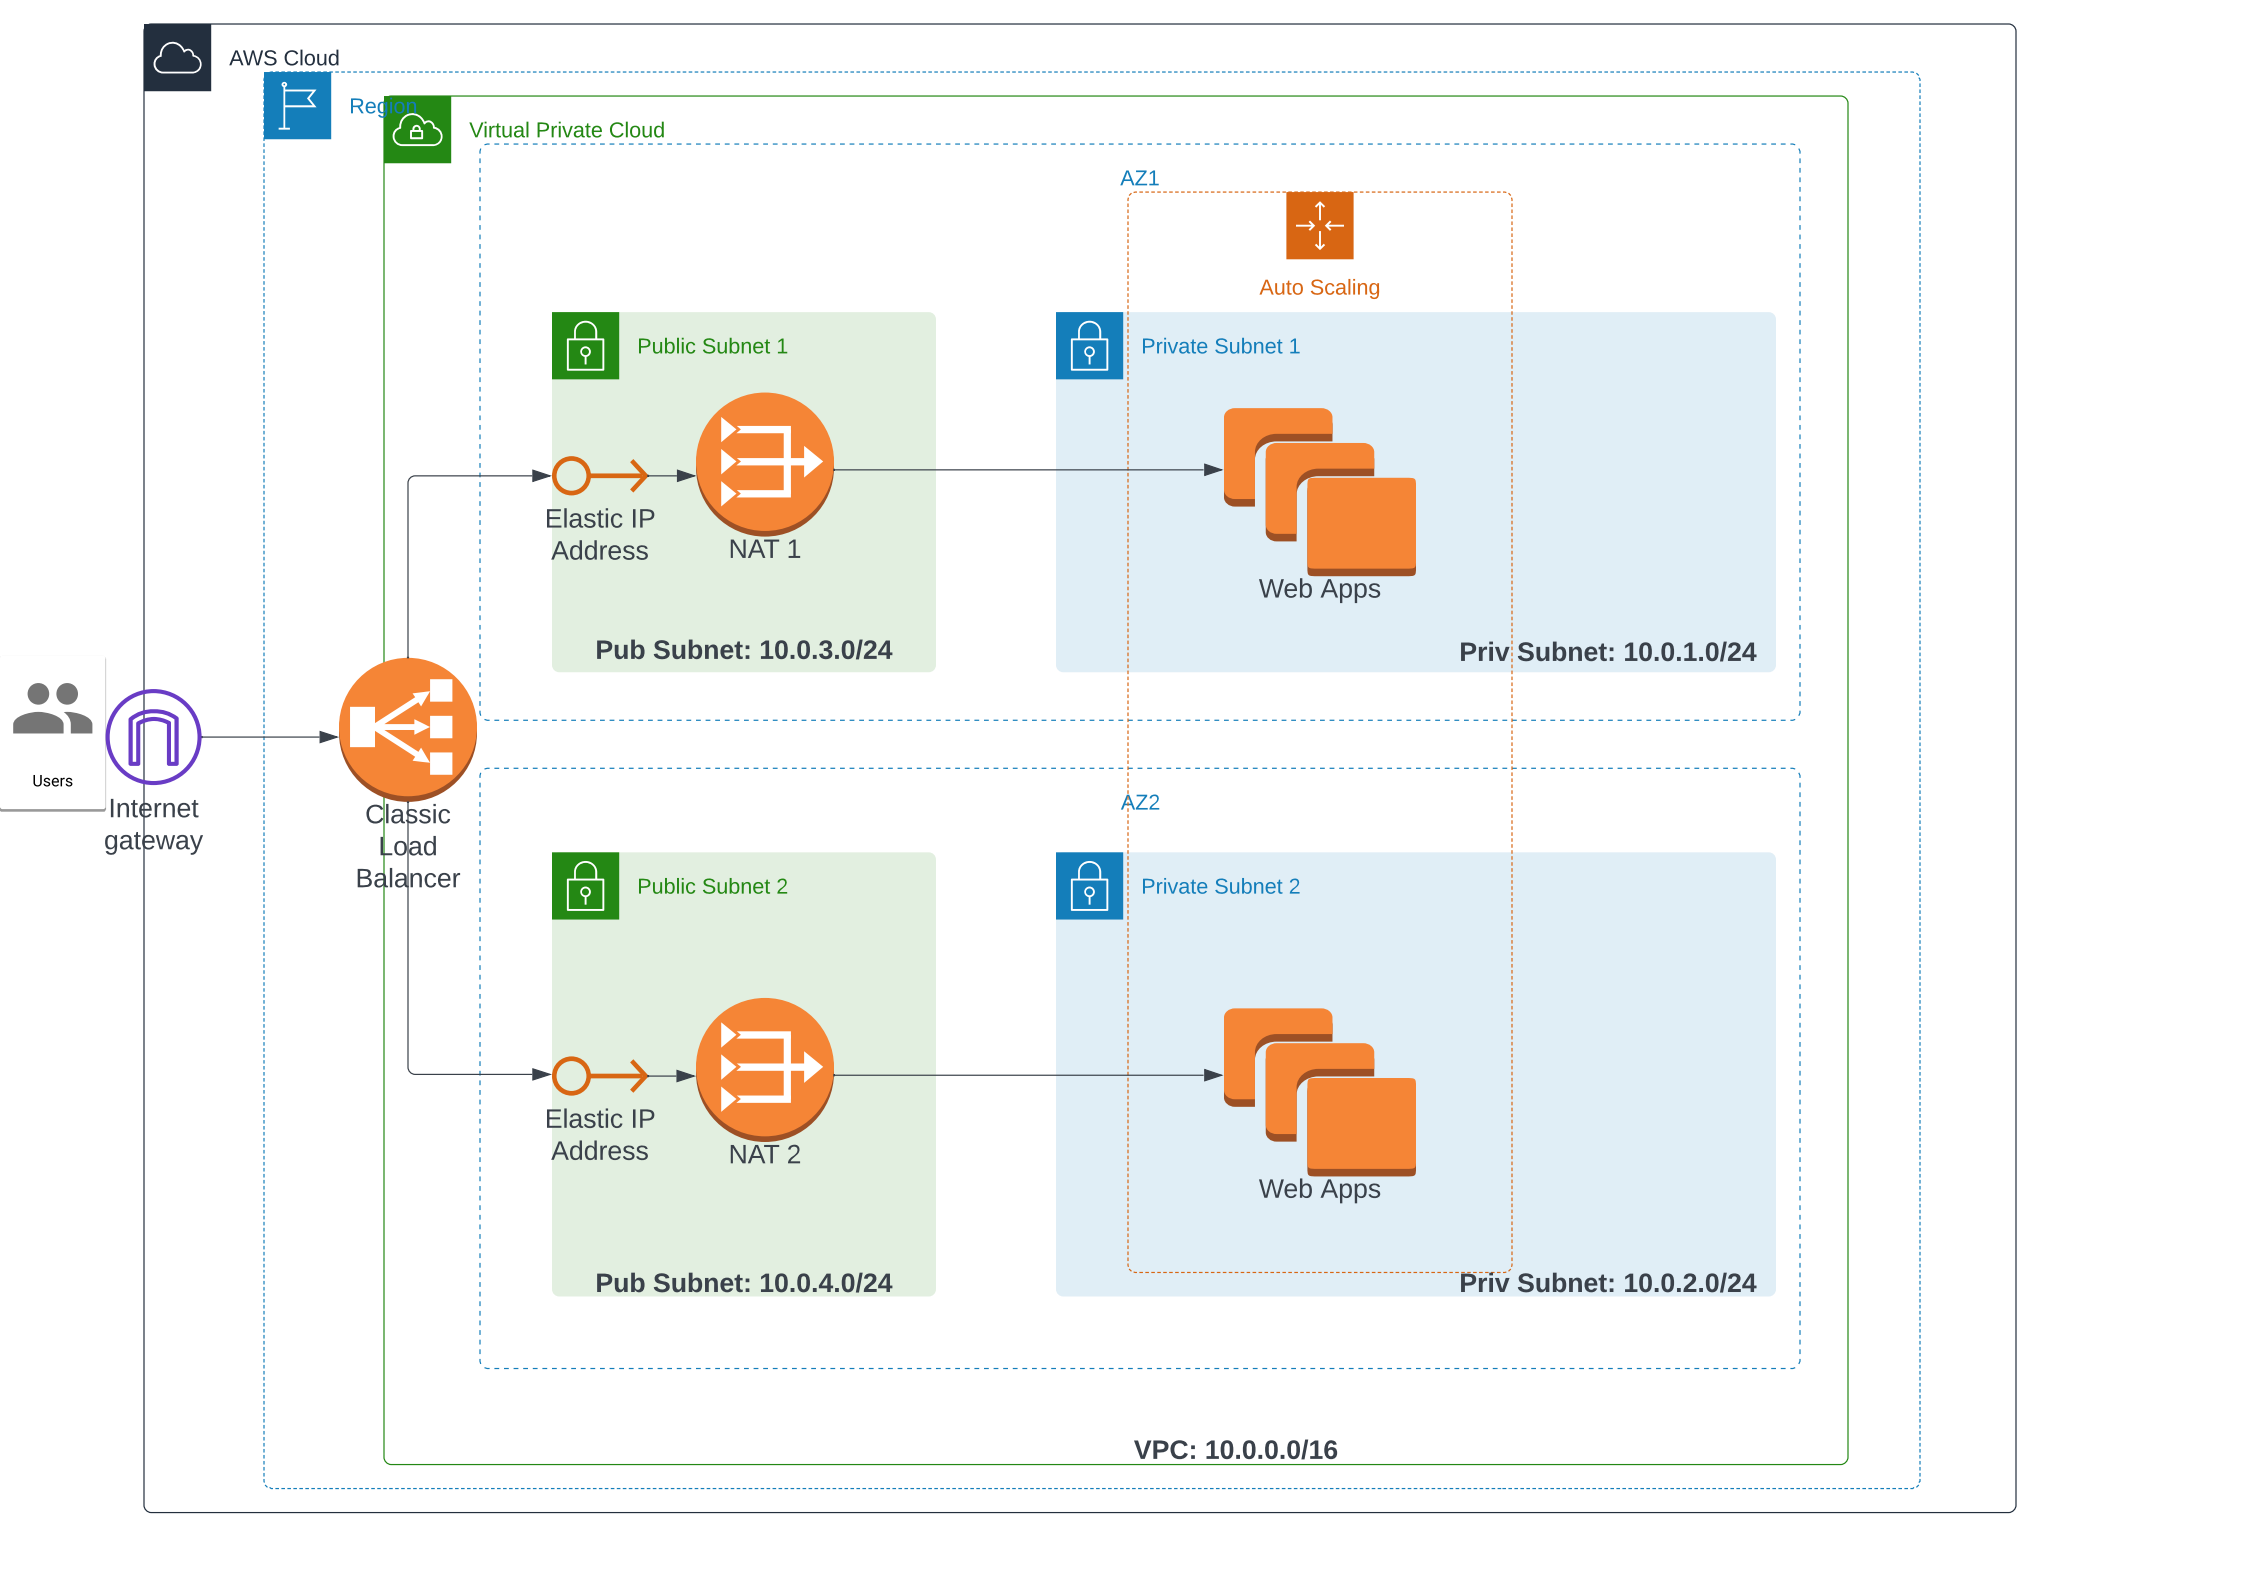 AWS Cloud
Region
Virtual Private Cloud
AZ1
Auto Scaling
Public Subnet 1
Private Subnet 1
Elastic IP
Address
NAT 1
Web Apps
Pub Subnet: 10.0.3.0/24
Priv Subnet: 10.0.1.0/24
Users
Internet
gateway
Classic
Load
Balancer
AZ2
Public Subnet 2
Private Subnet 2
Elastic IP
Address
NAT 2
Web Apps
Pub Subnet: 10.0.4.0/24
Priv Subnet: 10.0.2.0/24
VPC: 10.0.0.0/16